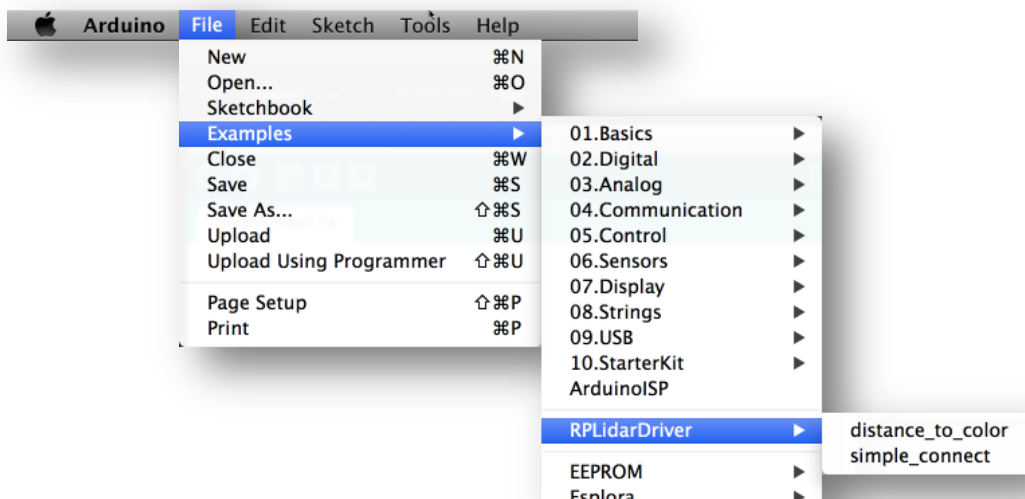 Arduino File Edit Sketch Tools Help
New ⌘N
Open... ⌘O
Sketchbook
Examples
Close ⌘W
Save ⌘S
Save As... ⇧⌘S
Upload ⌘U
Upload Using Programmer ⇧⌘U
Page Setup ⇧⌘P
Print ⌘P
01.Basics
02.Digital
03.Analog
04.Communication
05.Control
06.Sensors
07.Display
08.Strings
09.USB
10.StarterKit
ArduinoISP
RPLidarDriver
EEPROM
Esplora
distance_to_color
simple_connect